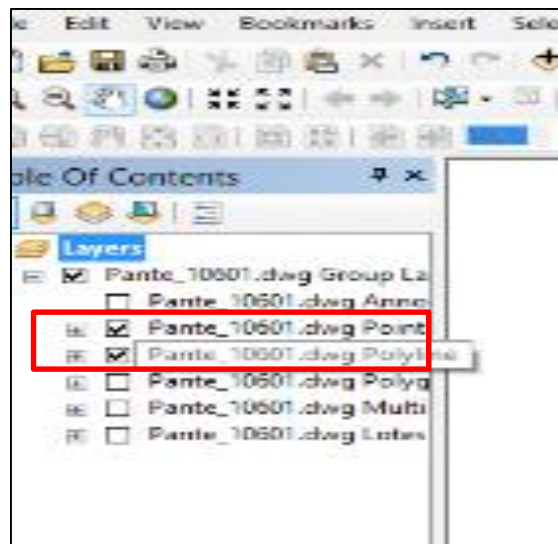 Edit View Bookmarks Insert Sele
ble Of Contents
Layers
Pante_10601.dwg Group La
Pante_10601.dwg Anno
Pante_10601.dwg Point
Pante_10601.dwg Polyline
Pante_10601.dwg Polyg
Pante_10601.dwg Multi
Pante_10601.dwg Lotes